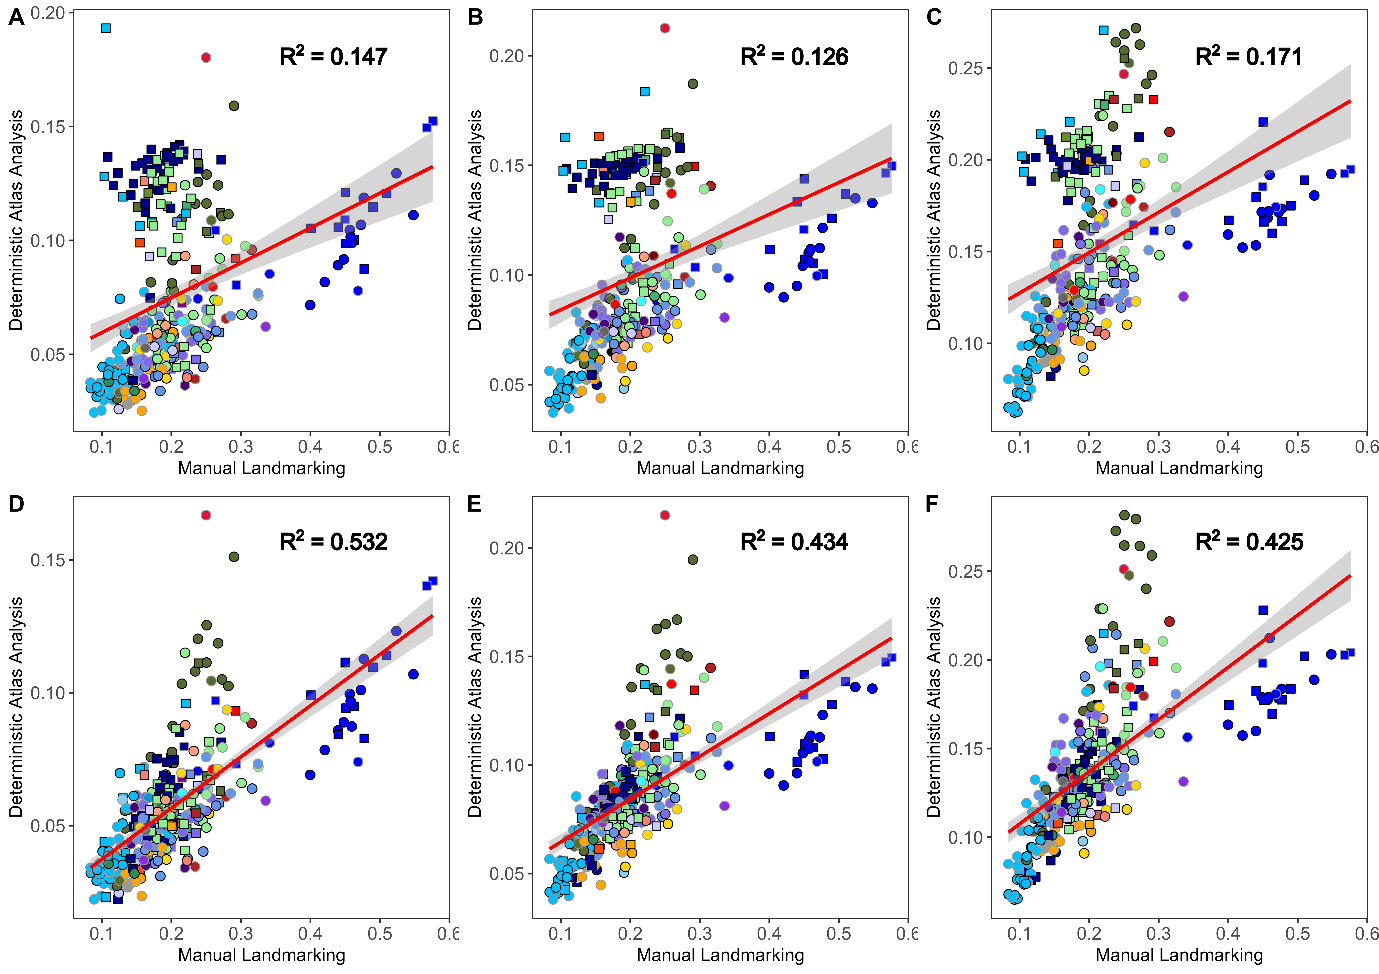 A
R² = 0.147
Deterministic Atlas Analysis
0.20
0.15
0.10
0.05
0.1 0.2 0.3 0.4 0.5 0.6
Manual Landmarking
B
R² = 0.126
Deterministic Atlas Analysis
0.20
0.15
0.10
0.05
0.1 0.2 0.3 0.4 0.5 0.6
Manual Landmarking
C
R² = 0.171
Deterministic Atlas Analysis
0.25
0.20
0.15
0.10
0.1 0.2 0.3 0.4 0.5 0.6
Manual Landmarking
D
R² = 0.532
Deterministic Atlas Analysis
0.15
0.10
0.05
0.1 0.2 0.3 0.4 0.5 0.6
Manual Landmarking
E
R² = 0.434
Deterministic Atlas Analysis
0.20
0.15
0.10
0.05
0.1 0.2 0.3 0.4 0.5 0.6
Manual Landmarking
F
R² = 0.425
Deterministic Atlas Analysis
0.25
0.20
0.15
0.10
0.1 0.2 0.3 0.4 0.5 0.6
Manual Landmarking